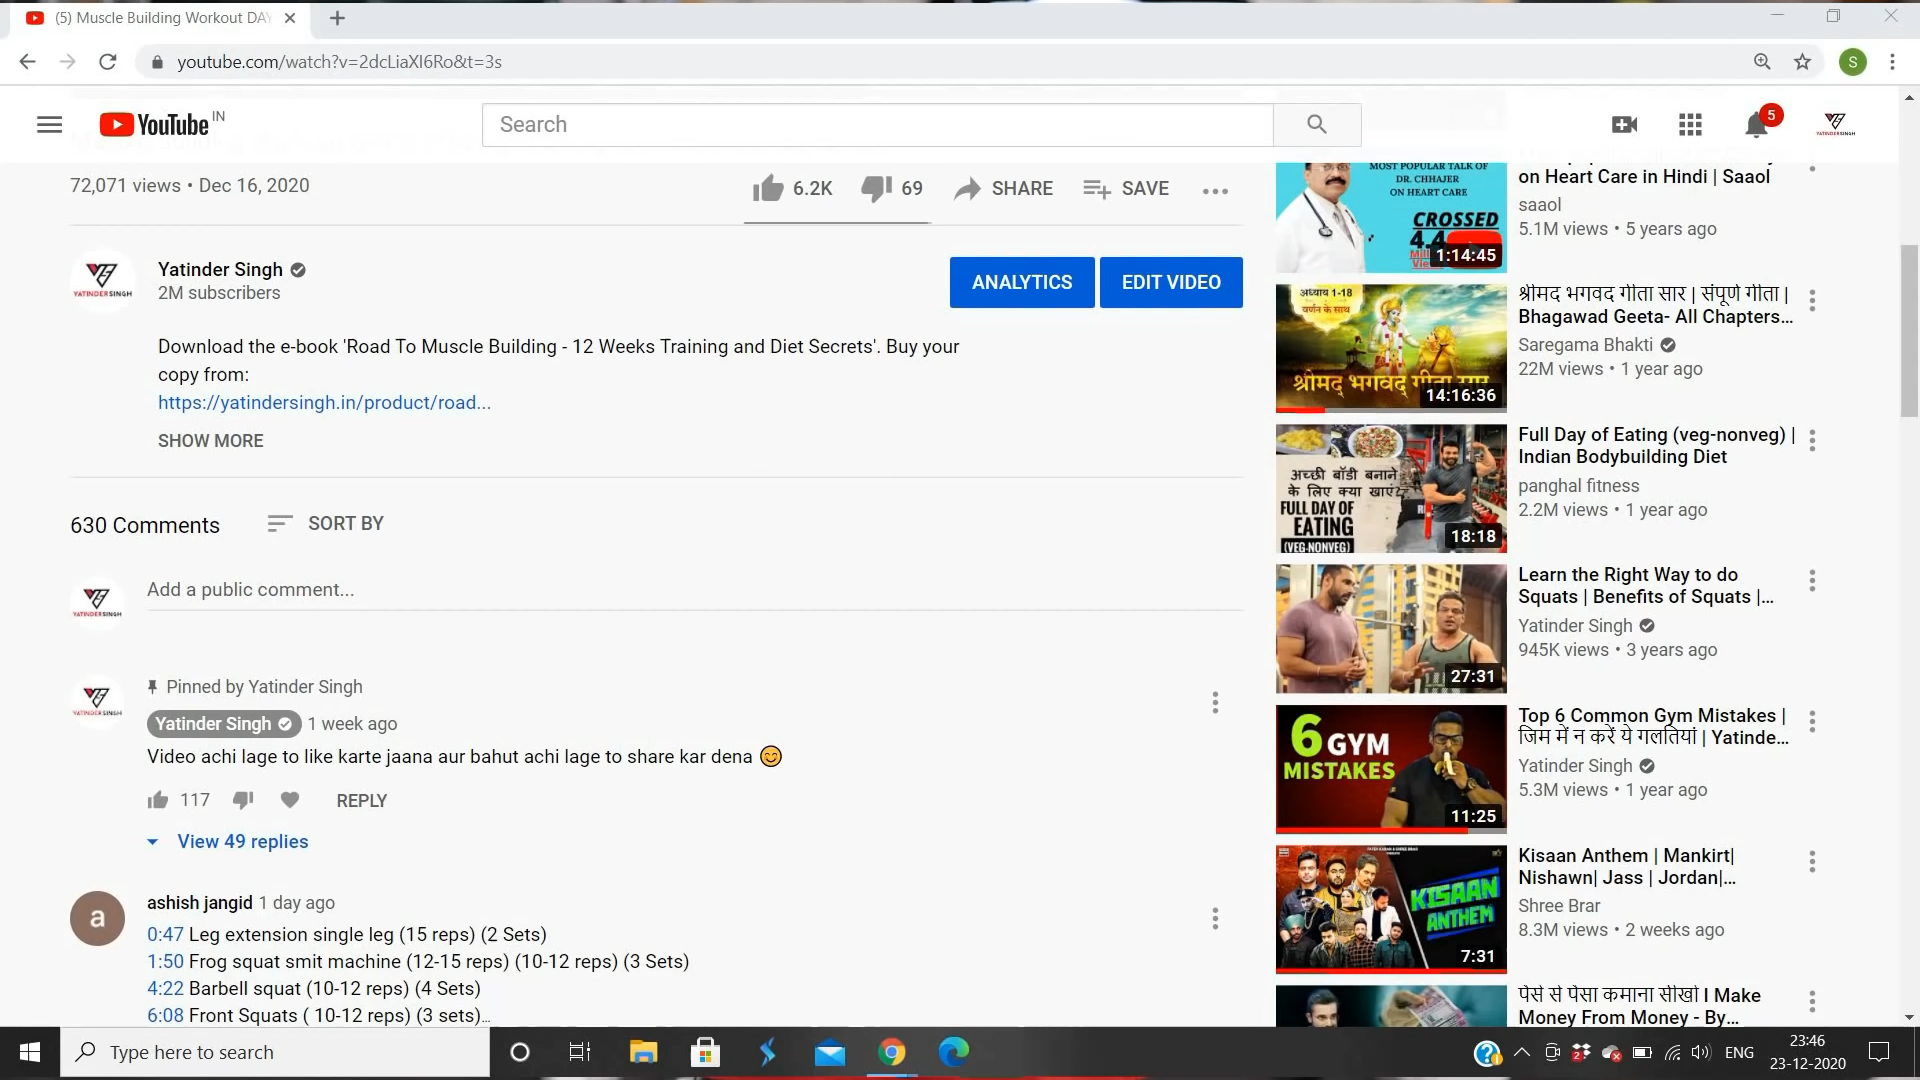 (5) Muscle Building Workout DAY
youtube.com/watch?v=2dcLiaXI6Ro&t=3s
S
YouTube IN
Search
5
YATINDERSINGH
72,071 views • Dec 16, 2020
6.2K
69
SHARE
SAVE
YATINDERSINGH
Yatinder Singh
2M subscribers
ANALYTICS
EDIT VIDEO
Download the e-book 'Road To Muscle Building - 12 Weeks Training and Diet Secrets'. Buy your
copy from:
https://yatindersingh.in/product/road...
SHOW MORE
630 Comments
SORT BY
YATINDERSINGH
Add a public comment...
YATINDERSINGH
Pinned by Yatinder Singh
Yatinder Singh
1 week ago
Video achi lage to like karte jaana aur bahut achi lage to share kar dena 😊
117
REPLY
View 49 replies
a
ashish jangid 1 day ago
0:47 Leg extension single leg (15 reps) (2 Sets)
1:50 Frog squat smit machine (12-15 reps) (10-12 reps) (3 Sets)
4:22 Barbell squat (10-12 reps) (4 Sets)
6:08 Front Squats ( 10-12 reps) (3 sets)...
MOST POPULAR TALK OF
DR. CHHAJER
ON HEART CARE
CROSSED
4.4
1:14:45
on Heart Care in Hindi | Saaol
saaol
5.1M views • 5 years ago
अध्याय 1-18
वर्णन के साथ
श्रीमद् भगवद् गीता सार
14:16:36
श्रीमद भगवद गीता सार | संपूर्ण गीता |
Bhagawad Geeta- All Chapters...
Saregama Bhakti
22M views • 1 year ago
अच्छी बॉडी बनाने
के लिए क्या खाएं?
FULL DAY OF
EATING
(VEG-NONVEG)
18:18
Full Day of Eating (veg-nonveg) |
Indian Bodybuilding Diet
panghal fitness
2.2M views • 1 year ago
27:31
Learn the Right Way to do
Squats | Benefits of Squats |...
Yatinder Singh
945K views • 3 years ago
6 GYM
MISTAKES
11:25
Top 6 Common Gym Mistakes |
जिम में न करें ये गलतियां | Yatinde...
Yatinder Singh
5.3M views • 1 year ago
KISAAN
ANTHEM
7:31
Kisaan Anthem | Mankirt|
Nishawn| Jass | Jordan|...
Shree Brar
8.3M views • 2 weeks ago
पैसे से पैसा कमाना सीखो I Make
Money From Money - By...
Type here to search
2
ENG
23:46
23-12-2020